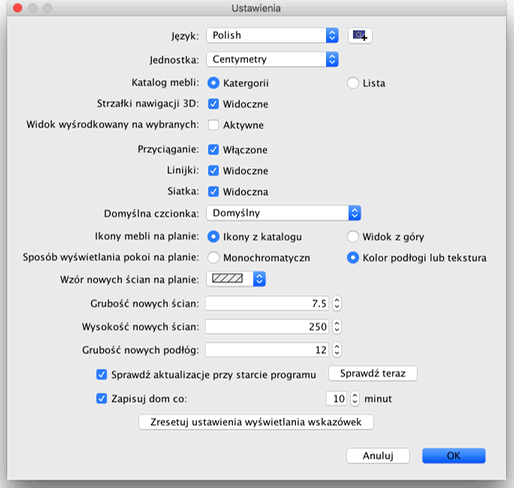 Ustawienia
Język: Polish
Jednostka: Centymetry
Katalog mebli: Katergorii Lista
Strzałki nawigacji 3D: Widoczne
Widok wyśrodkowany na wybranych: Aktywne
Przyciąganie: Włączone
Linijki: Widoczne
Siatka: Widoczna
Domyślna czcionka: Domyślny
Ikony mebli na planie: Ikony z katalogu Widok z góry
Sposób wyświetlania pokoi na planie: Monochromatyczn Kolor podłogi lub tekstura
Wzór nowych ścian na planie:
Grubość nowych ścian: 7.5
Wysokość nowych ścian: 250
Grubość nowych podłóg: 12
Sprawdź aktualizacje przy starcie programu Sprawdź teraz
Zapisuj dom co: 10 minut
Zresetuj ustawienia wyświetlania wskazówek
Anuluj OK